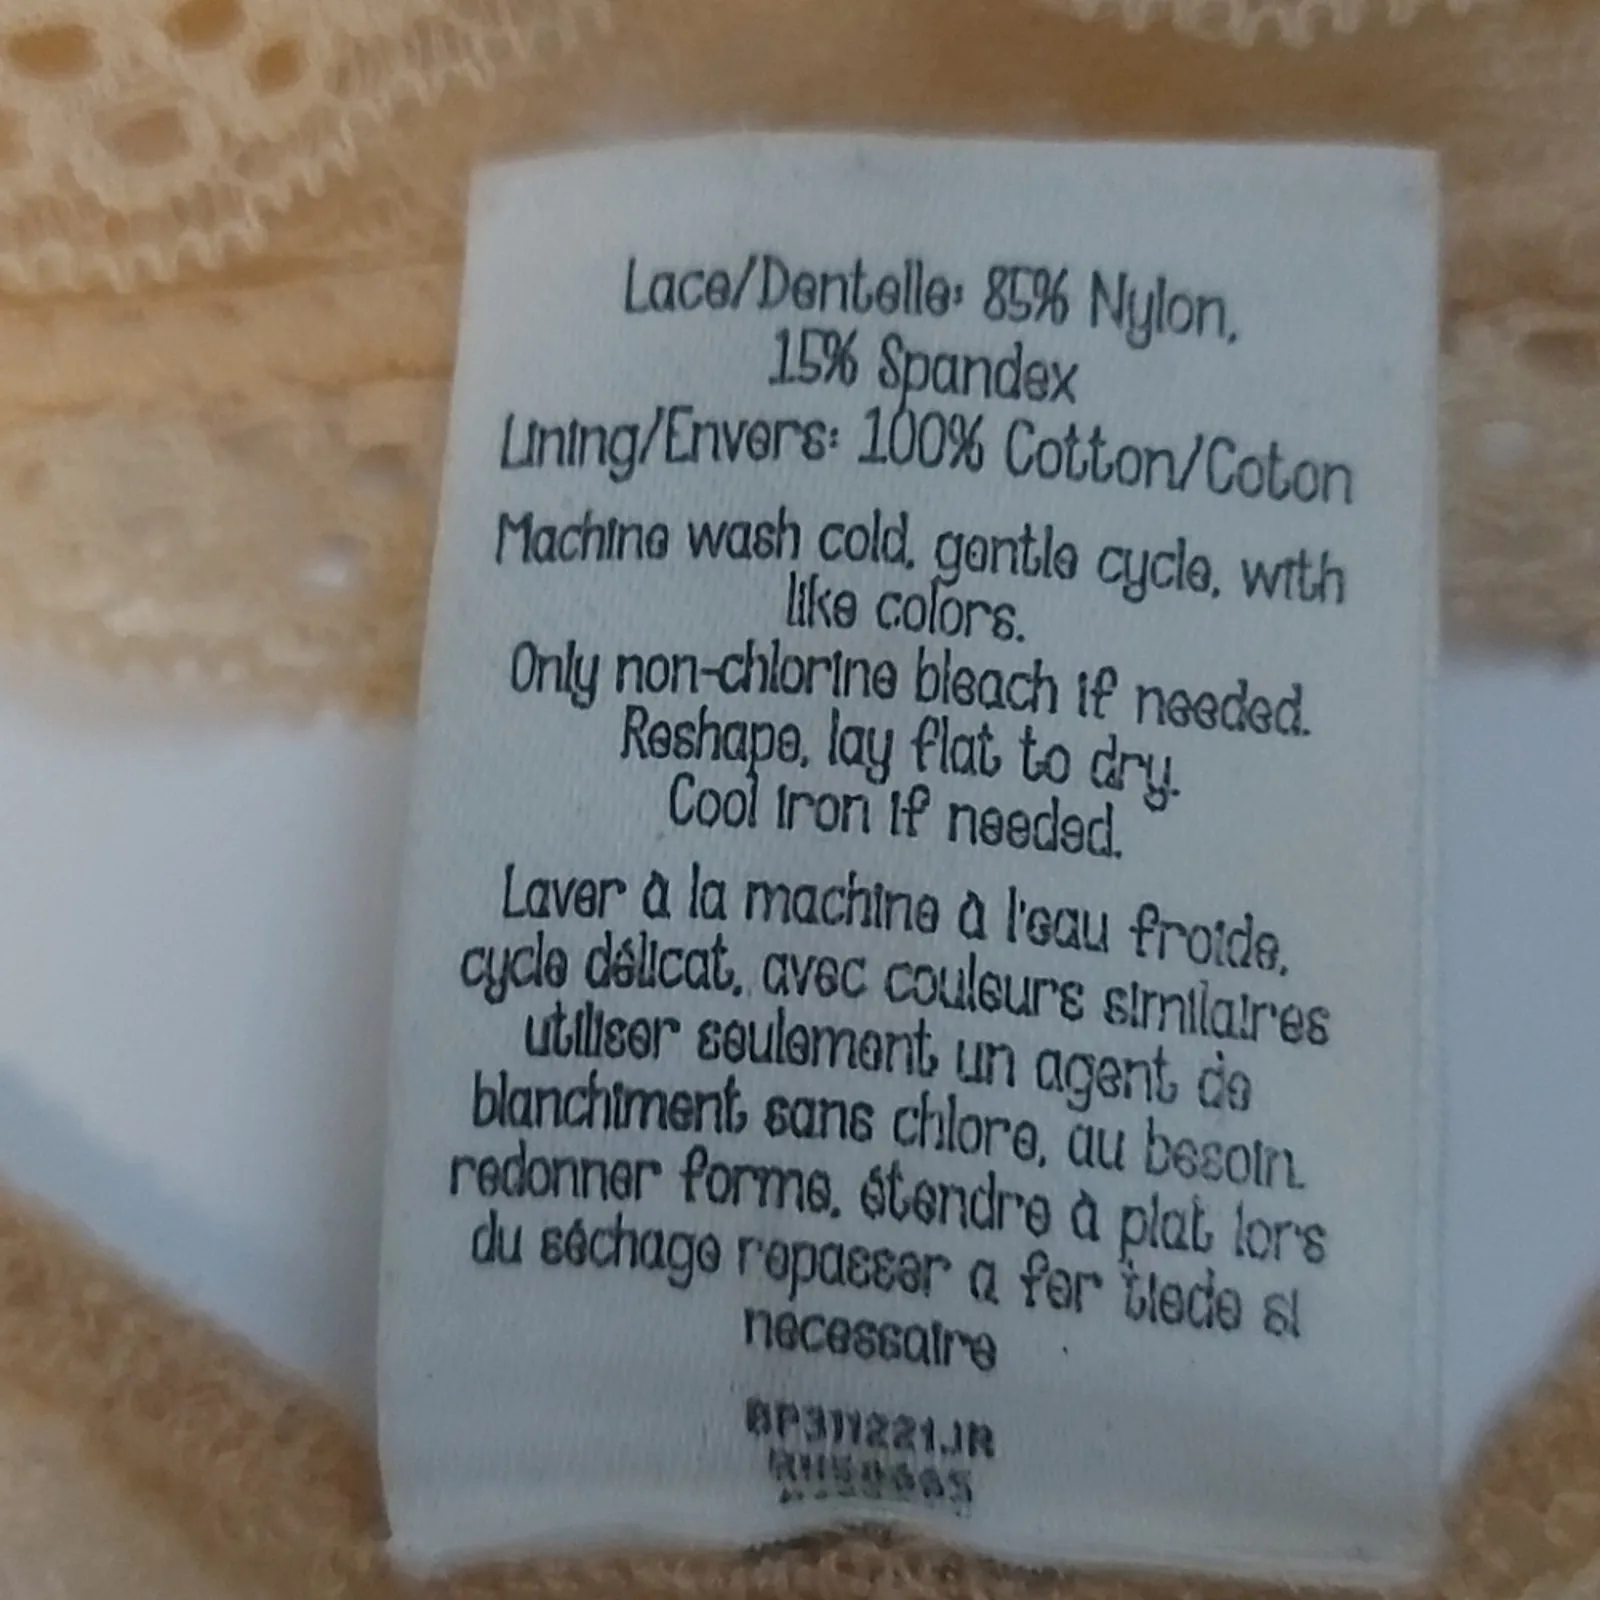 Lace/Dentelle: 85% Nylon,
15% Spandex
Lining/Envers: 100% Cotton/Coton
Machine wash cold, gentle cycle, with
like colors.
Only non-chlorine bleach if needed.
Reshape, lay flat to dry.
Cool iron if needed.
Laver à la machine à l'eau froide,
cycle délicat, avec couleurs similaires
utiliser seulement un agent de
blanchiment sans chlore, au besoin.
redonner forme, étendre à plat lors
du séchage repasser a fer tiede si
nécessaire